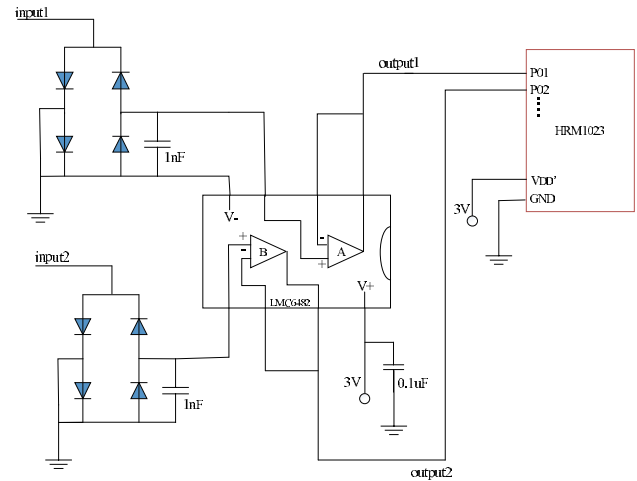 input1
output1
P01
P02
HRM1023
1nF
VDD'
GND
3V
V-
+
-
B
-
+
A
V+
LMC6482
input2
3V
0.1uF
1nF
output2